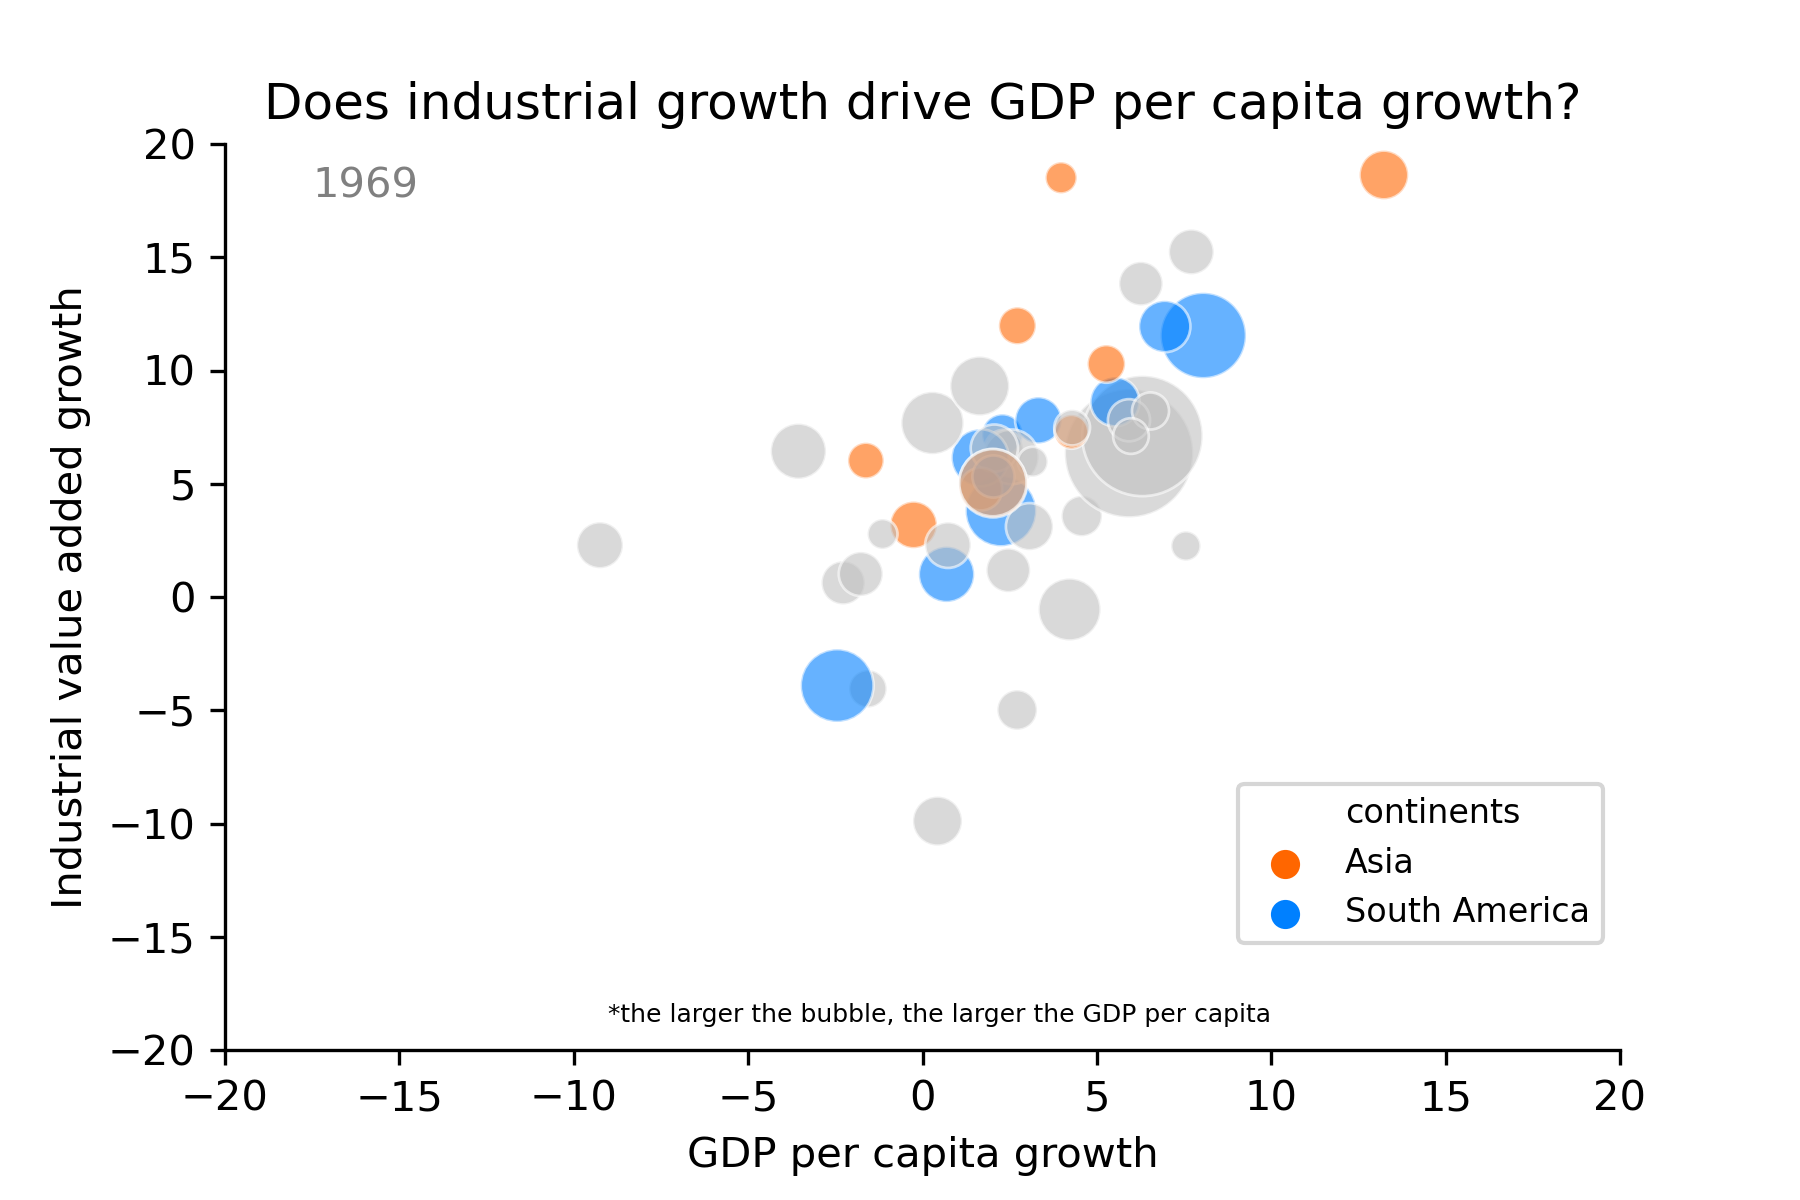 Does industrial growth drive GDP per capita growth?
1969
Industrial value added growth
20
15
10
5
0
−5
−10
−15
−20
continents
Asia
South America
*the larger the bubble, the larger the GDP per capita
−20 −15 −10 −5 0 5 10 15 20
GDP per capita growth